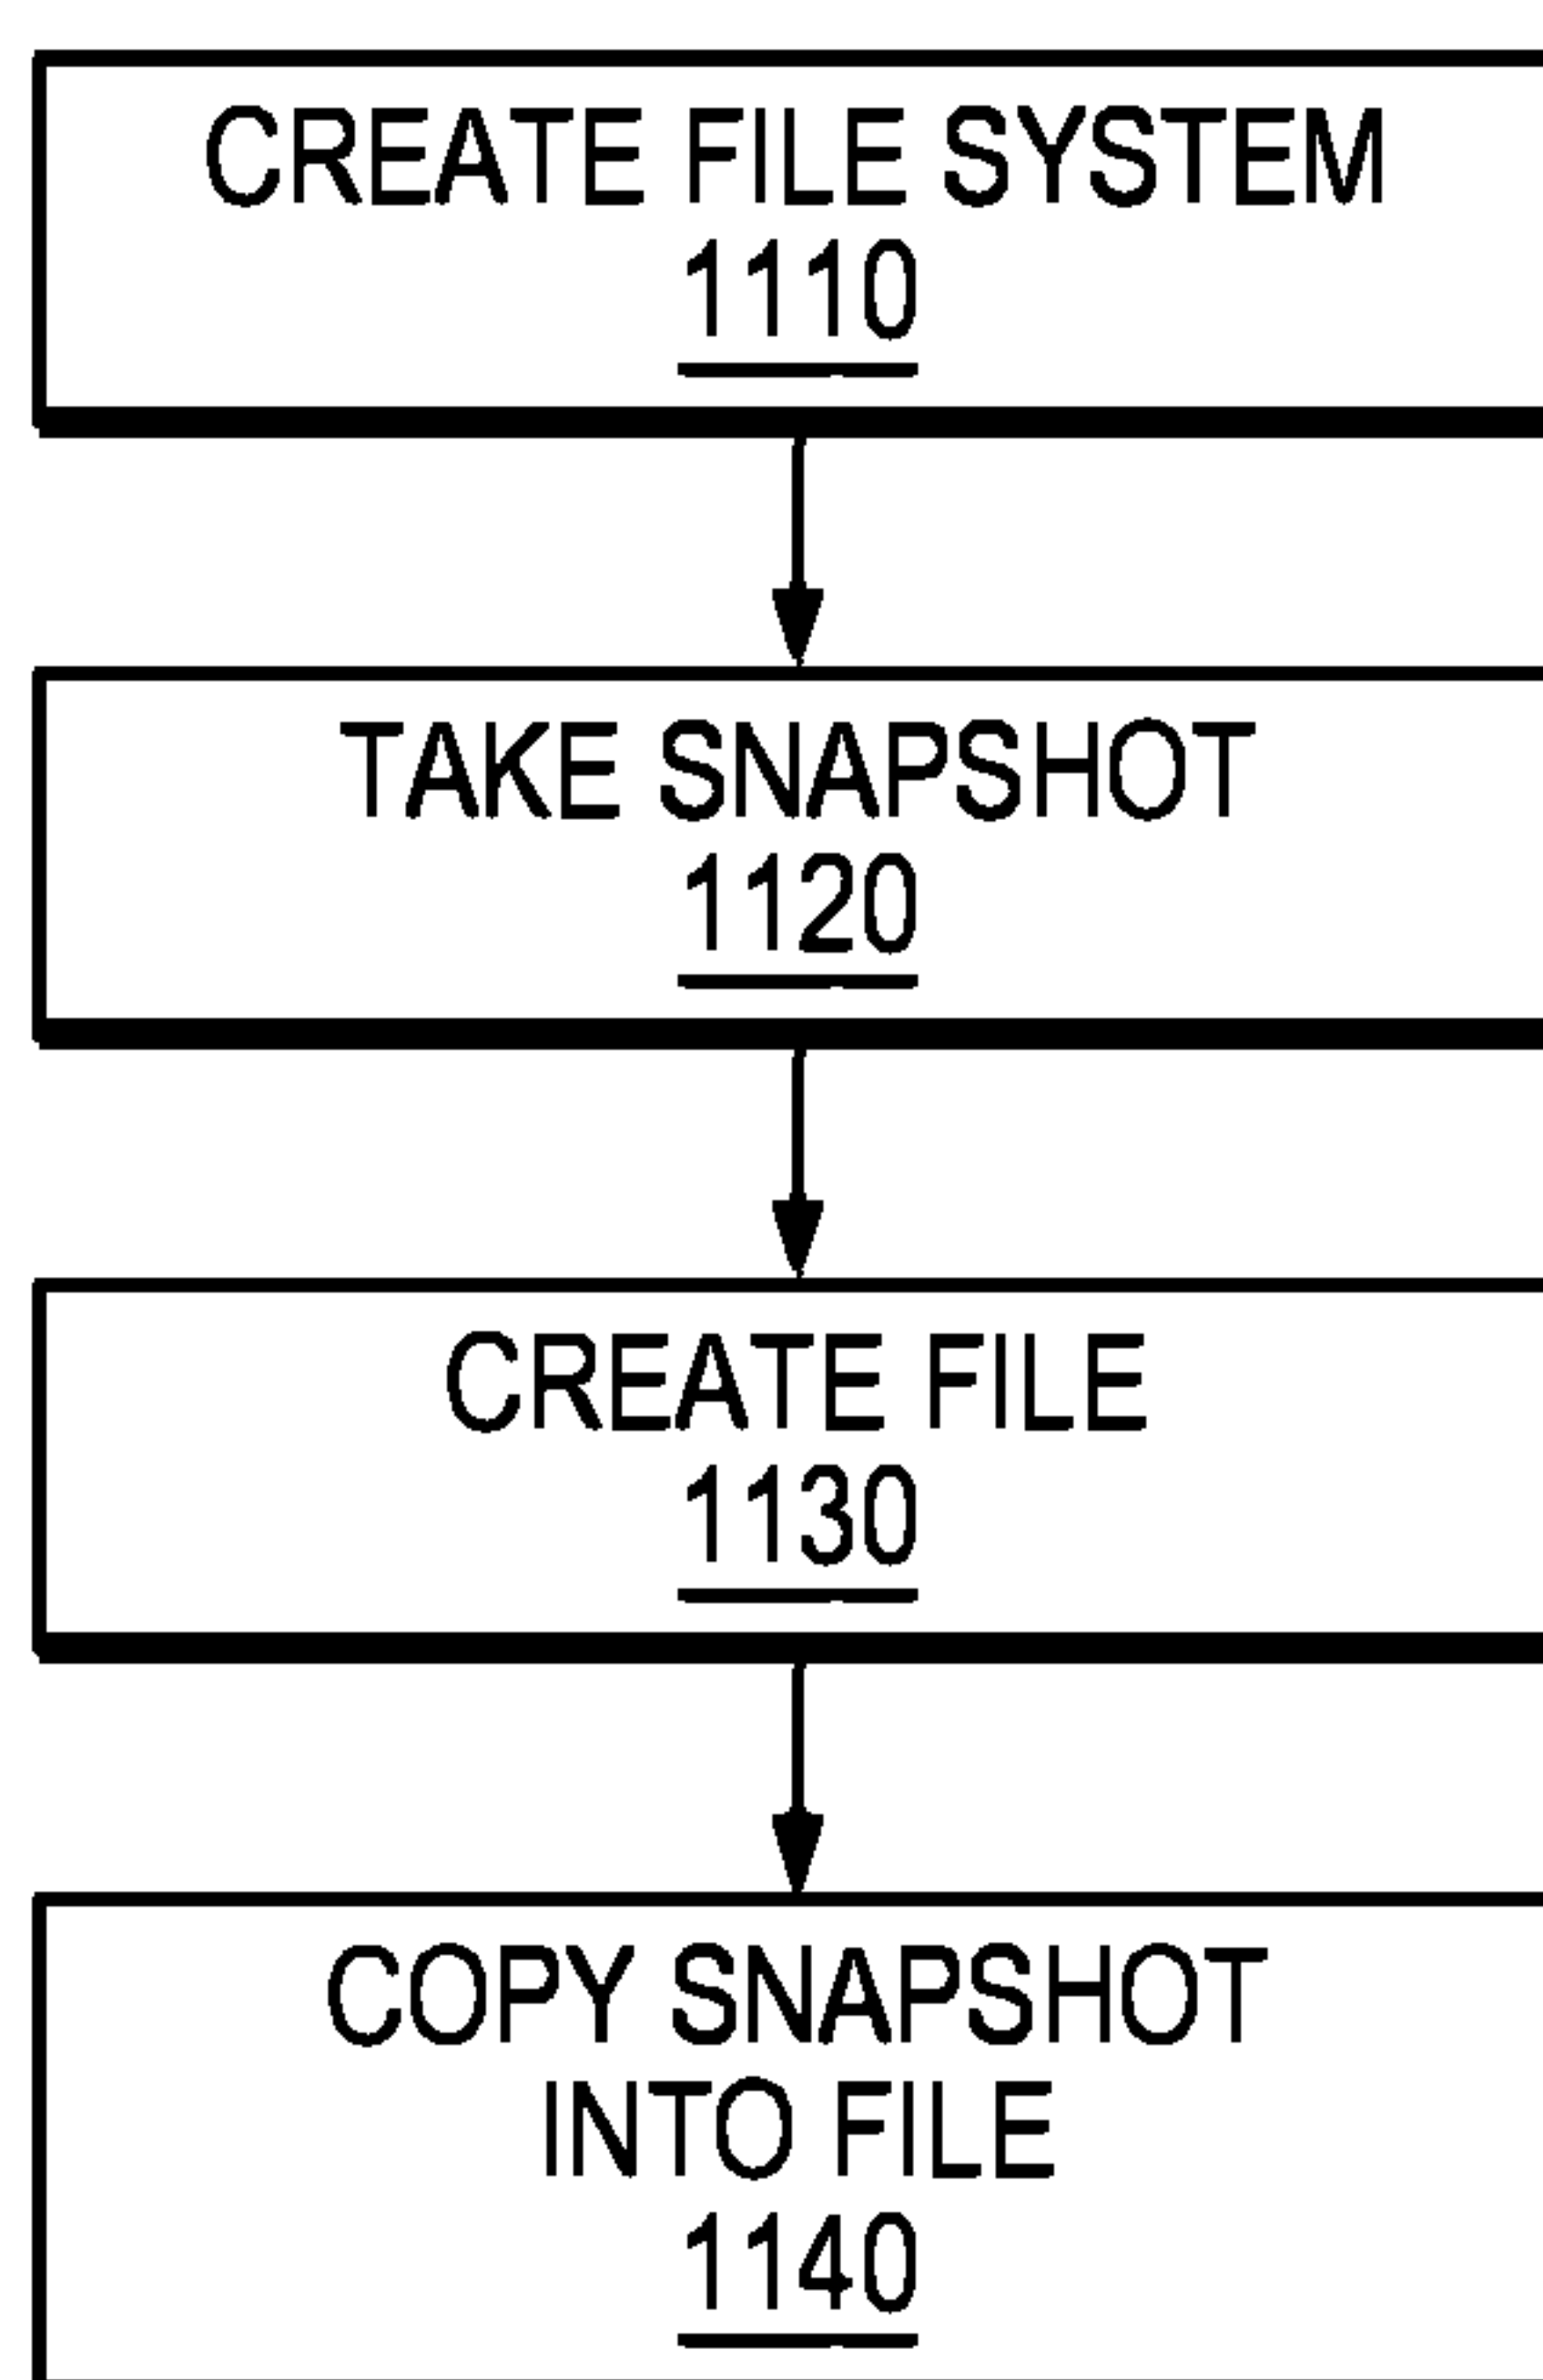 CREATE FILE SYSTEM
1110
TAKE SNAPSHOT
1120
CREATE FILE
1130
COPY SNAPSHOT
INTO FILE
1140